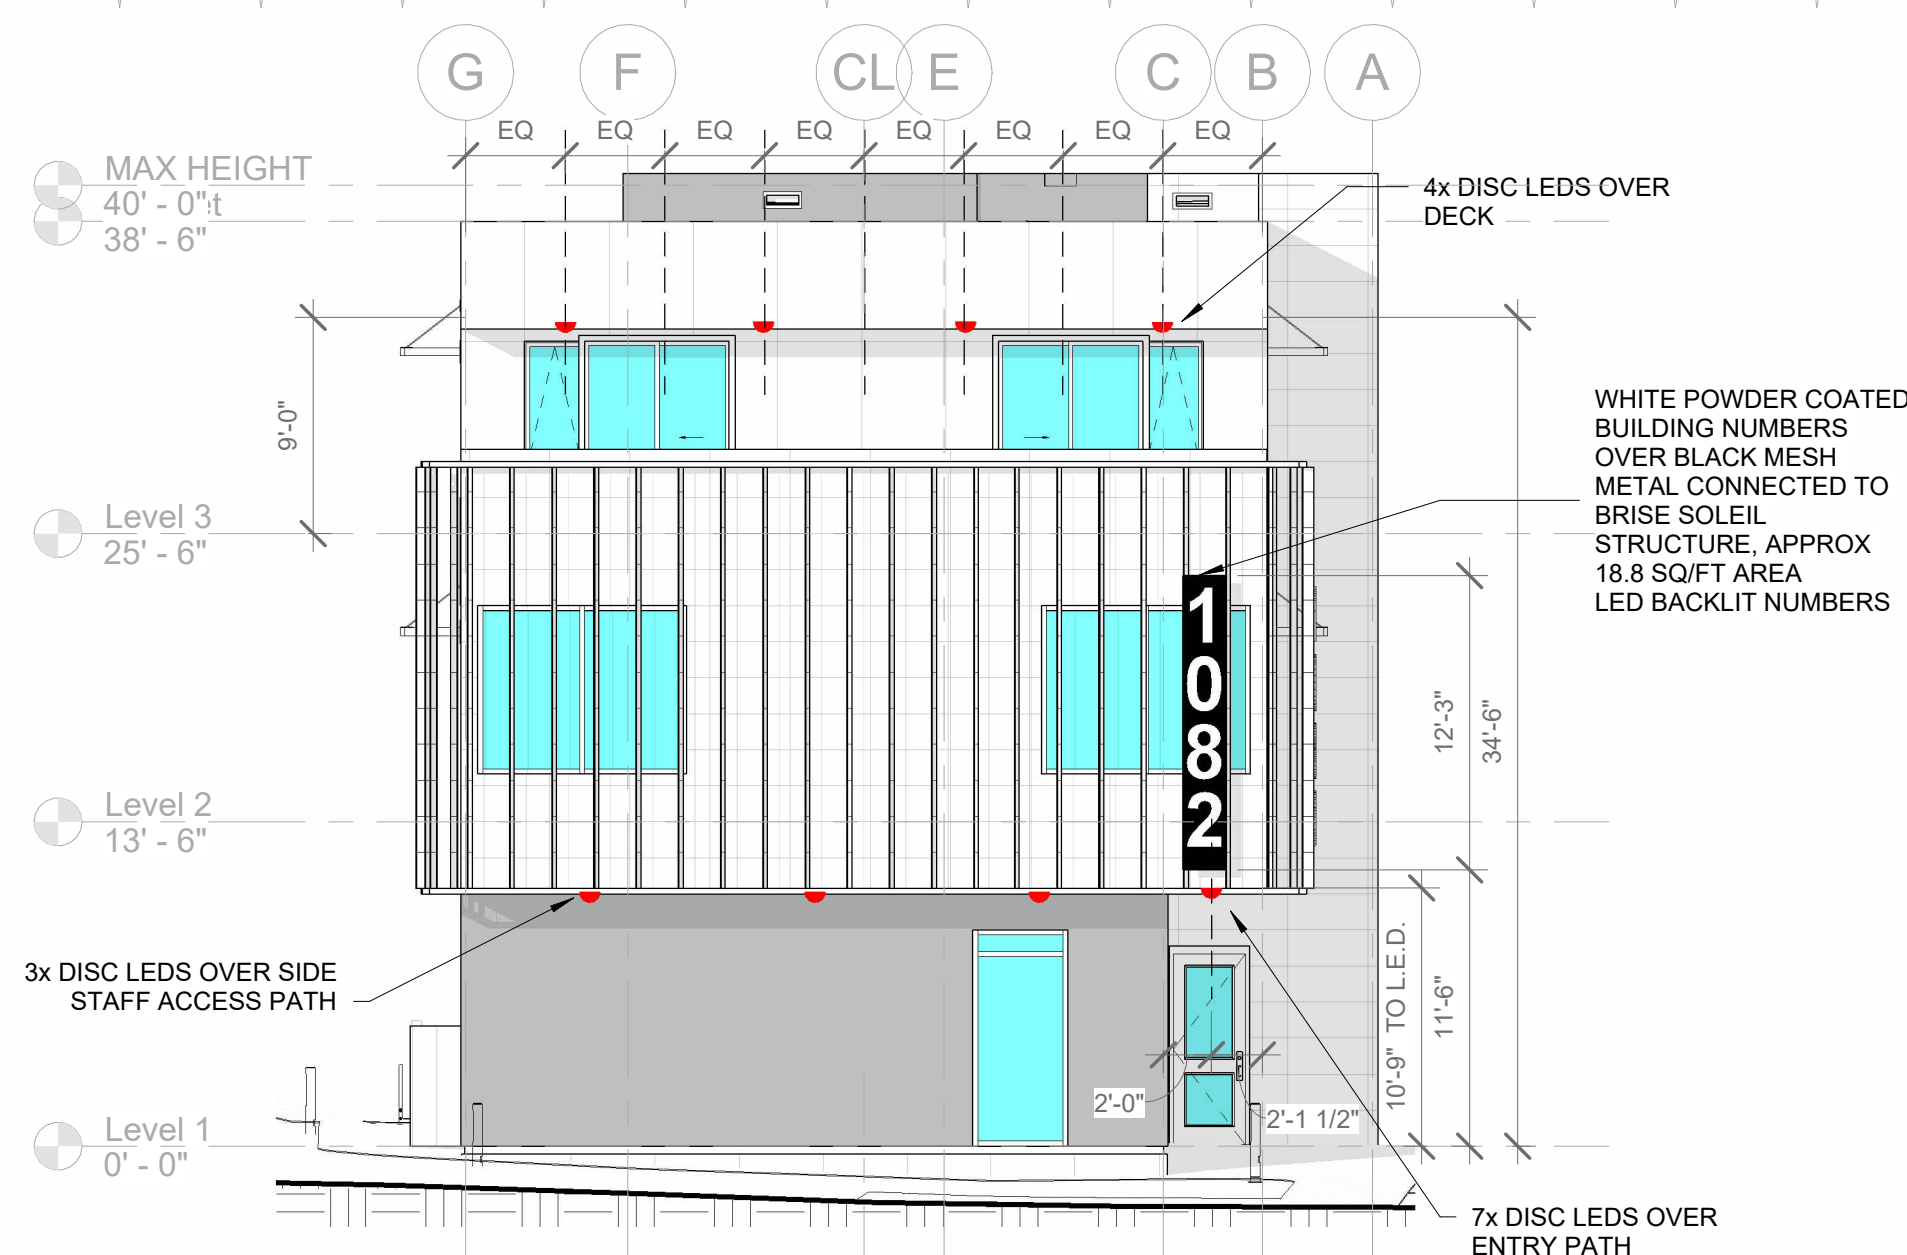 G F CL E C B A
EQ EQ EQ EQ EQ EQ EQ EQ
MAX HEIGHT
40' - 0"
38' - 6"
4x DISC LEDS OVER
DECK
9'-0"
WHITE POWDER COATED
BUILDING NUMBERS
OVER BLACK MESH
METAL CONNECTED TO
BRISE SOLEIL
STRUCTURE, APPROX
18.8 SQ/FT AREA
LED BACKLIT NUMBERS
Level 3
25' - 6"
1
0
8
2
12'-3"
34'-6"
Level 2
13' - 6"
3x DISC LEDS OVER SIDE
STAFF ACCESS PATH
10'-9" TO L.E.D.
11'-6"
2'-0"
2'-1 1/2"
Level 1
0' - 0"
7x DISC LEDS OVER
ENTRY PATH